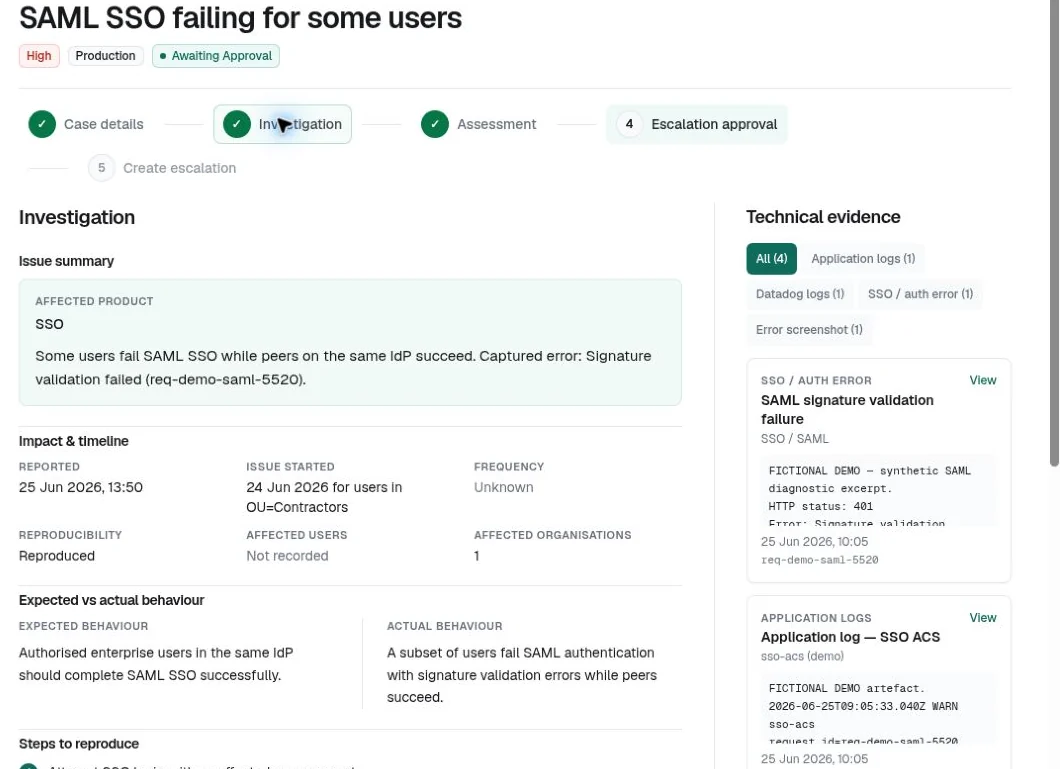 SAML SSO failing for some users
High
Production
Awaiting Approval
Case details
Investigation
Assessment
4 Escalation approval
5 Create escalation
Investigation
Issue summary
AFFECTED PRODUCT
SSO
Some users fail SAML SSO while peers on the same IdP succeed. Captured error: Signature
validation failed (req-demo-saml-5520).
Impact & timeline
REPORTED
25 Jun 2026, 13:50
ISSUE STARTED
24 Jun 2026 for users in
OU=Contractors
FREQUENCY
Unknown
REPRODUCIBILITY
Reproduced
AFFECTED USERS
Not recorded
AFFECTED ORGANISATIONS
1
Expected vs actual behaviour
EXPECTED BEHAVIOUR
Authorised enterprise users in the same IdP
should complete SAML SSO successfully.
ACTUAL BEHAVIOUR
A subset of users fail SAML authentication
with signature validation errors while peers
succeed.
Steps to reproduce
Technical evidence
All (4)
Application logs (1)
Datadog logs (1)
SSO / auth error (1)
Error screenshot (1)
SSO / AUTH ERROR
View
SAML signature validation
failure
SSO / SAML
FICTIONAL DEMO — synthetic SAML
diagnostic excerpt.
HTTP status: 401
Error: Signature validation
25 Jun 2026, 10:05
req-demo-saml-5520
APPLICATION LOGS
View
Application log — SSO ACS
sso-acs (demo)
FICTIONAL DEMO artefact.
2026-06-25T09:05:33.040Z WARN
sso-acs
request_id=req-demo-saml-5520
25 Jun 2026, 10:05